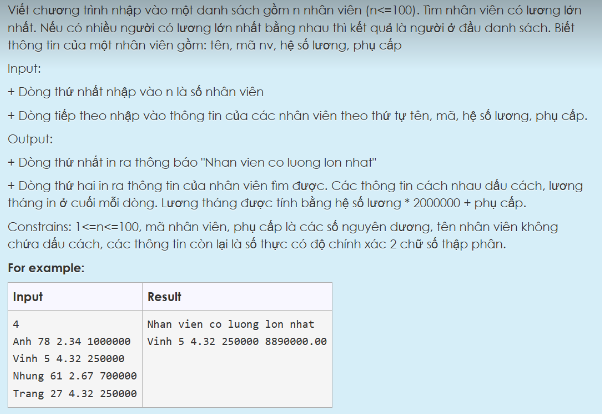 Viết chương trình nhập vào một danh sách gồm n nhân viên (n<=100). Tìm nhân viên có lương lớn
nhất. Nếu có nhiều người có lương lớn nhất bằng nhau thì kết quả là người ở đầu danh sách. Biết
thông tin của một nhân viên gồm: tên, mã nv, hệ số lương, phụ cấp
Input:
+ Dòng thứ nhất nhập vào n là số nhân viên
+ Dòng tiếp theo nhập vào thông tin của các nhân viên theo thứ tự tên, mã, hệ số lương, phụ cấp.
Output:
+ Dòng thứ nhất in ra thông báo "Nhan vien co luong lon nhat"
+ Dòng thứ hai in ra thông tin của nhân viên tìm được. Các thông tin cách nhau dấu cách, lương
tháng in ở cuối mỗi dòng. Lương tháng được tính bằng hệ số lương * 2000000 + phụ cấp.
Constrains: 1<=n<=100, mã nhân viên, phụ cấp là các số nguyên dương, tên nhân viên không
chứa dấu cách, các thông tin còn lại là số thực có độ chính xác 2 chữ số thập phân.
For example:
Input Result
4 Nhan vien co luong lon nhat
Anh 78 2.34 1000000 Vinh 5 4.32 250000 8890000.00
Vinh 5 4.32 250000
Nhung 61 2.67 700000
Trang 27 4.32 250000